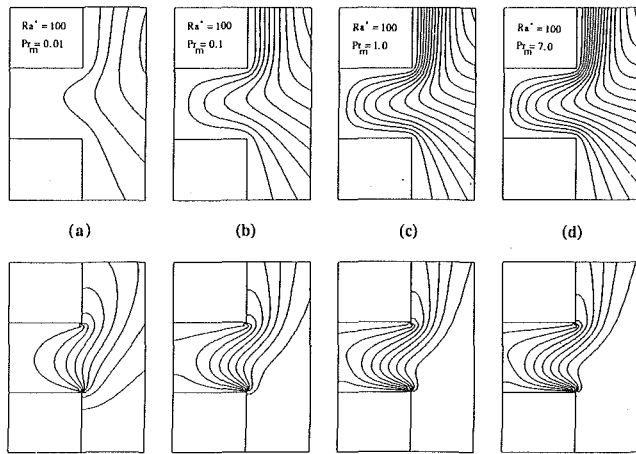 Ra* = 100
Pr_m = 0.01
Ra* = 100
Pr_m = 0.1
Ra* = 100
Pr_m = 1.0
Ra* = 100
Pr_m = 7.0
(a)
(b)
(c)
(d)